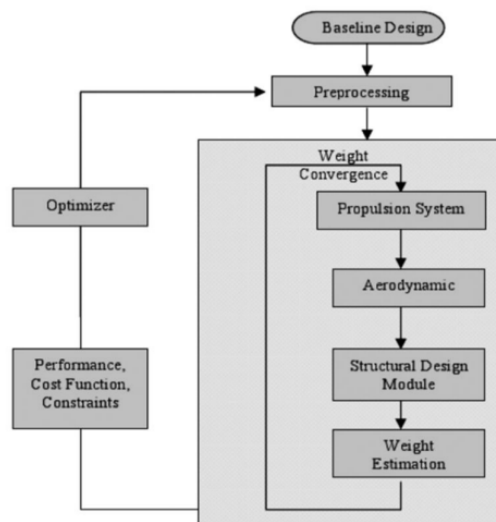 Baseline Design
Preprocessing
Weight
Convergence
Optimizer
Propulsion System
Aerodynamic
Performance,
Cost Function,
Constraints
Structural Design
Module
Weight
Estimation